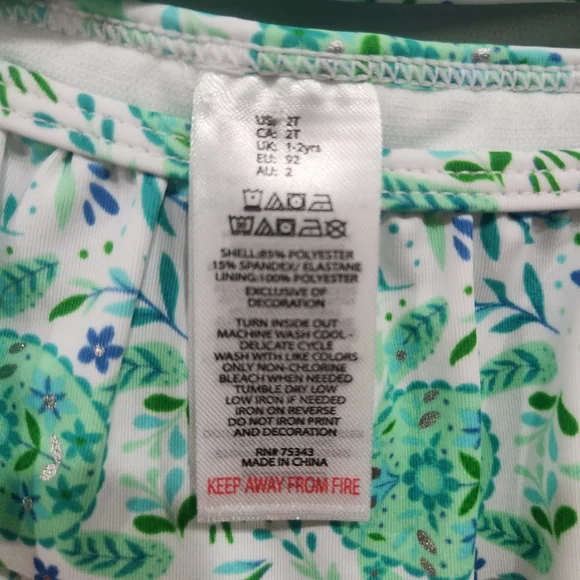 US: 2T
CA: 2T
UK: 1-2yrs
EU: 92
AU: 2
SHELL:85% POLYESTER
15% SPANDEX/ ELASTANE
LINING:100% POLYESTER
EXCLUSIVE OF
DECORATION
TURN INSIDE OUT
MACHINE WASH COOL -
DELICATE CYCLE
WASH WITH LIKE COLORS
ONLY NON-CHLORINE
BLEACH WHEN NEEDED
TUMBLE DRY LOW
LOW IRON IF NEEDED
IRON ON REVERSE
DO NOT IRON PRINT
AND DECORATION
RN# 75343
MADE IN CHINA
KEEP AWAY FROM FIRE